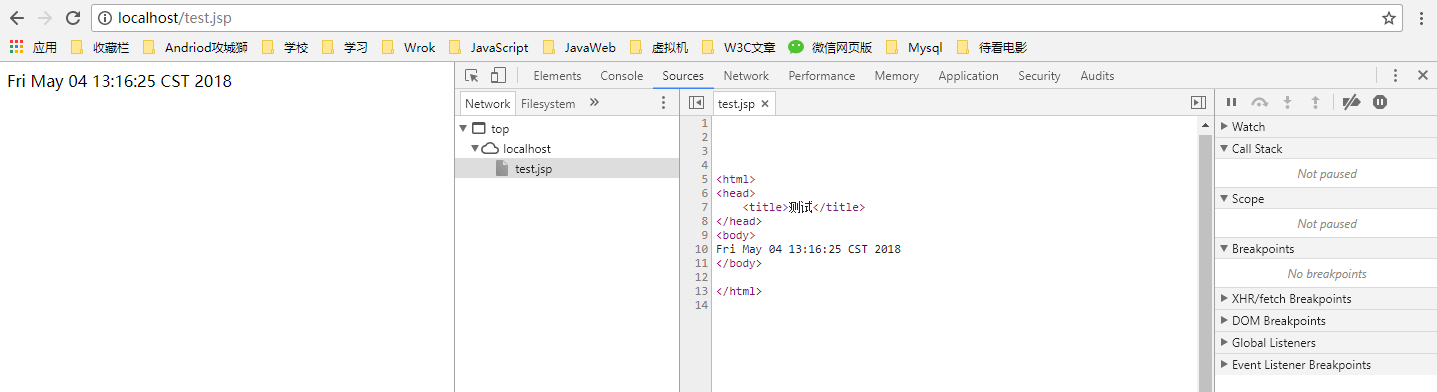 localhost/test.jsp
应用 收藏栏 Andriod攻城狮 学校 学习 Wrok JavaScript JavaWeb 虚拟机 W3C文章 微信网页版 Mysql 待看电影
Fri May 04 13:16:25 CST 2018
Elements Console Sources Network Performance Memory Application Security Audits
Network Filesystem »
top
localhost
test.jsp
test.jsp ×
1
2
3
4
5 <html>
6 <head>
7 <title>测试</title>
8 </head>
9 <body>
10 Fri May 04 13:16:25 CST 2018
11 </body>
12
13 </html>
14
Watch
Call Stack
Not paused
Scope
Not paused
Breakpoints
No breakpoints
XHR/fetch Breakpoints
DOM Breakpoints
Global Listeners
Event Listener Breakpoints